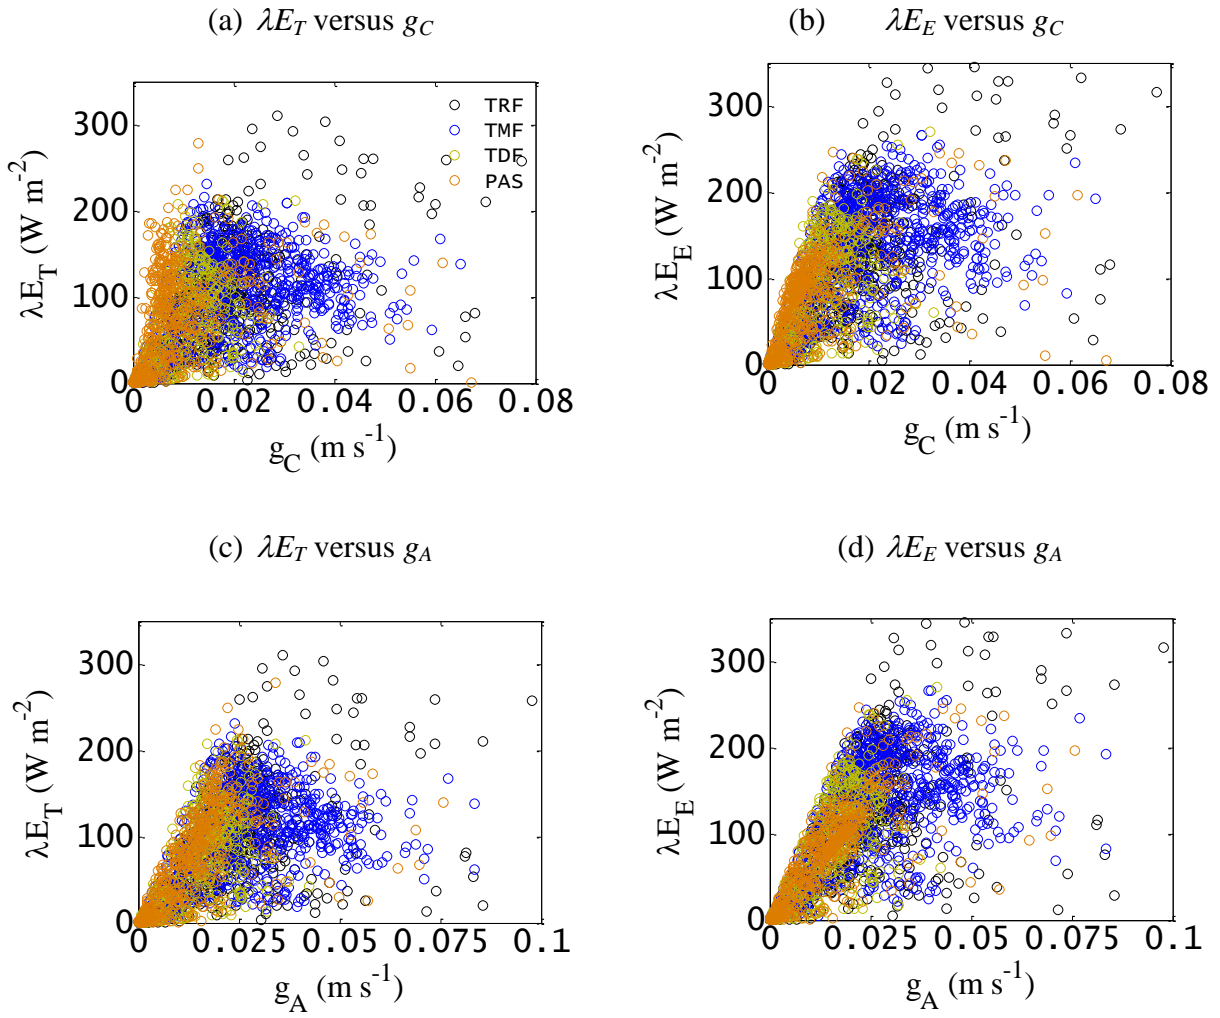 (a) λE_T versus g_C
(b) λE_E versus g_C
300
200
100
0
λE_T (W m^-2)
TRF
TMF
TDF
PAS
0 0.02 0.04 0.06 0.08
g_C (m s^-1)
300
200
100
0
λE_E (W m^-2)
0 0.02 0.04 0.06 0.08
g_C (m s^-1)
(c) λE_T versus g_A
(d) λE_E versus g_A
300
200
100
0
λE_T (W m^-2)
0 0.025 0.05 0.075 0.1
g_A (m s^-1)
300
200
100
0
λE_E (W m^-2)
0 0.025 0.05 0.075 0.1
g_A (m s^-1)